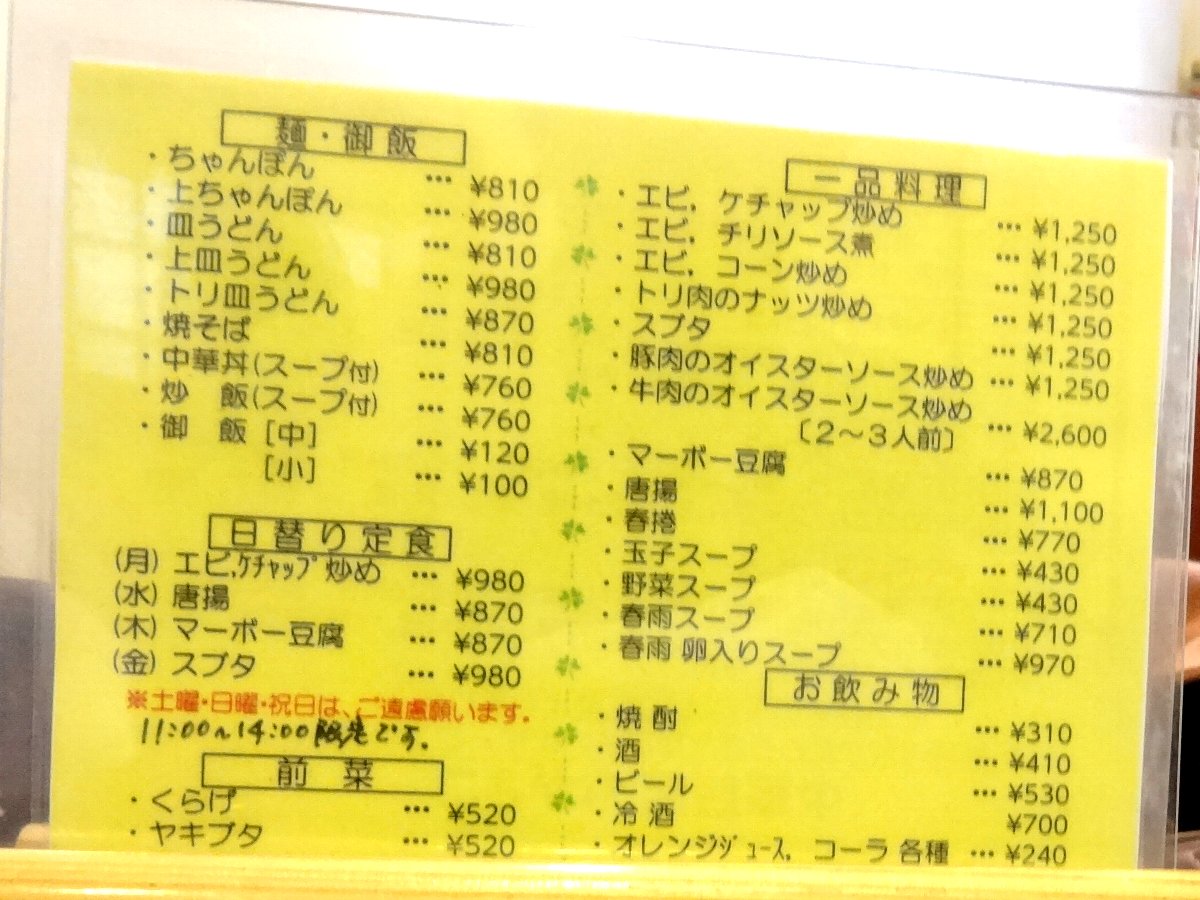 麺・御飯
・ちゃんぽん … ¥810
・上ちゃんぽん … ¥980
・皿うどん … ¥810
・上皿うどん … ¥980
・トリ皿うどん … ¥870
・焼そば … ¥810
・中華丼(スープ付) … ¥760
・炒 飯(スープ付) … ¥760
・御 飯 [中] … ¥120
[小] … ¥100
日替り定食
(月) エビ,ｹﾁｬｯﾌﾟ炒め … ¥980
(水) 唐揚 … ¥870
(木) マーボー豆腐 … ¥870
(金) スブタ … ¥980
※土曜・日曜・祝日は、ご遠慮願います。
11:00~14:00限定です.
前 菜
・くらげ … ¥520
・ヤキブタ … ¥520
一品料理
・エビ, ケチャップ炒め … ¥1,250
・エビ, チリソース煮 … ¥1,250
・エビ, コーン炒め … ¥1,250
・トリ肉のナッツ炒め … ¥1,250
・スブタ … ¥1,250
・豚肉のオイスターソース炒め … ¥1,250
・牛肉のオイスターソース炒め
〔2～3人前〕 … ¥2,600
・マーボー豆腐 … ¥870
・唐揚 … ¥1,100
・春捲 … ¥770
・玉子スープ … ¥430
・野菜スープ … ¥430
・春雨スープ … ¥710
・春雨 卵入りスープ … ¥970
お飲み物
・焼 酎 … ¥310
・酒 … ¥410
・ビール … ¥530
・冷 酒 ¥700
・オレンジｼﾞｭｰｽ, コーラ 各種 … ¥240